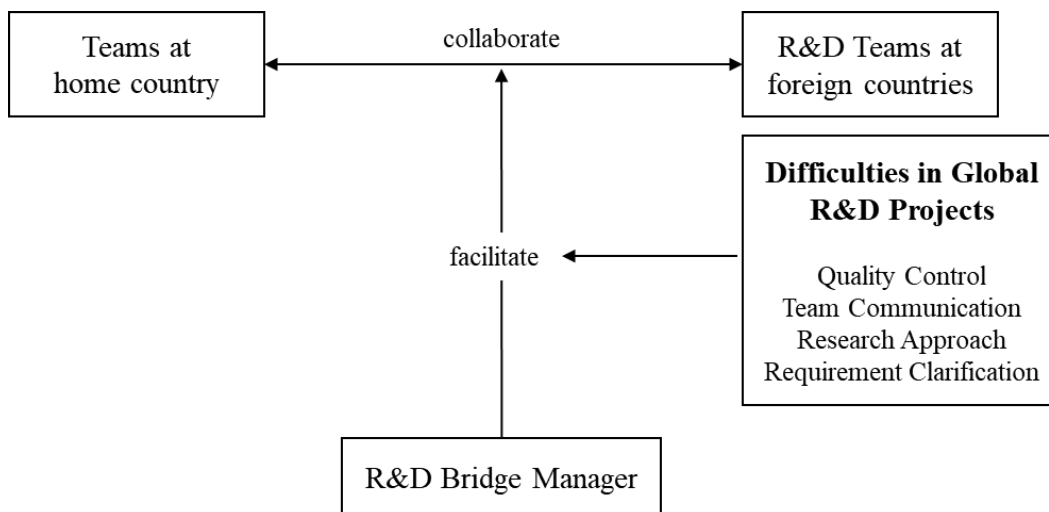 Teams at
home country
collaborate
R&D Teams at
foreign countries
Difficulties in Global
R&D Projects
Quality Control
Team Communication
Research Approach
Requirement Clarification
facilitate
R&D Bridge Manager